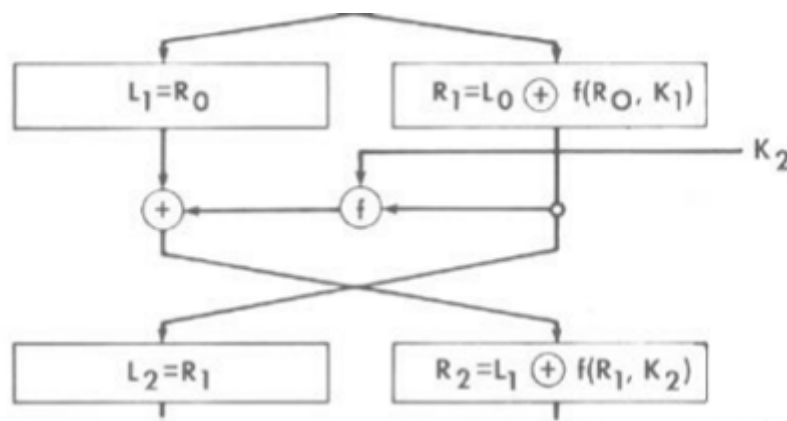 L₁=R₀
R₁=L₀ ⊕ f(R₀, K₁)
K₂
+
f
L₂=R₁
R₂=L₁ ⊕ f(R₁, K₂)